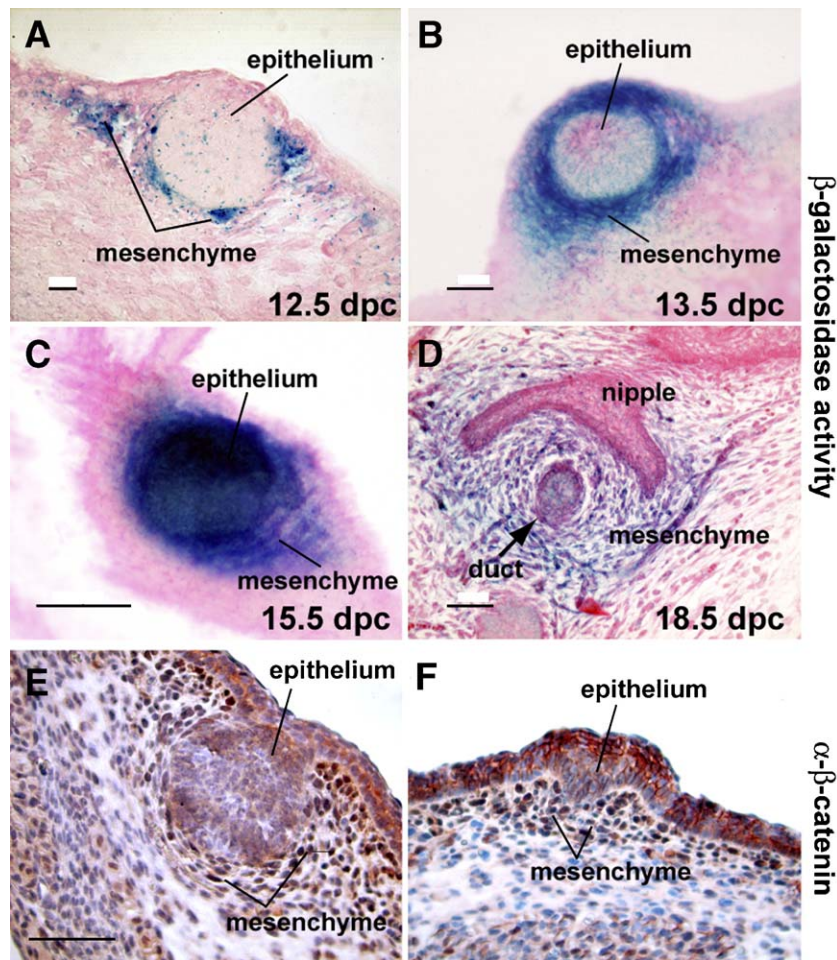 A
epithelium
mesenchyme
12.5 dpc
B
epithelium
mesenchyme
13.5 dpc
C
epithelium
mesenchyme
15.5 dpc
D
nipple
mesenchyme
duct
18.5 dpc
β-galactosidase activity
E
epithelium
mesenchyme
F
epithelium
mesenchyme
α-β-catenin